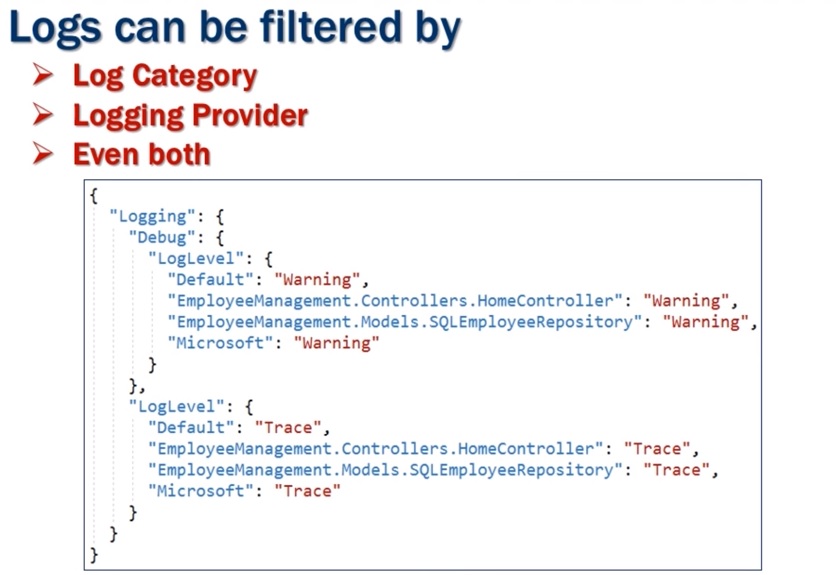 Logs can be filtered by
➤ Log Category
➤ Logging Provider
➤ Even both
{
  "Logging": {
    "Debug": {
      "LogLevel": {
        "Default": "Warning",
        "EmployeeManagement.Controllers.HomeController": "Warning",
        "EmployeeManagement.Models.SQLEmployeeRepository": "Warning",
        "Microsoft": "Warning"
      }
    },
    "LogLevel": {
      "Default": "Trace",
      "EmployeeManagement.Controllers.HomeController": "Trace",
      "EmployeeManagement.Models.SQLEmployeeRepository": "Trace",
      "Microsoft": "Trace"
    }
  }
}